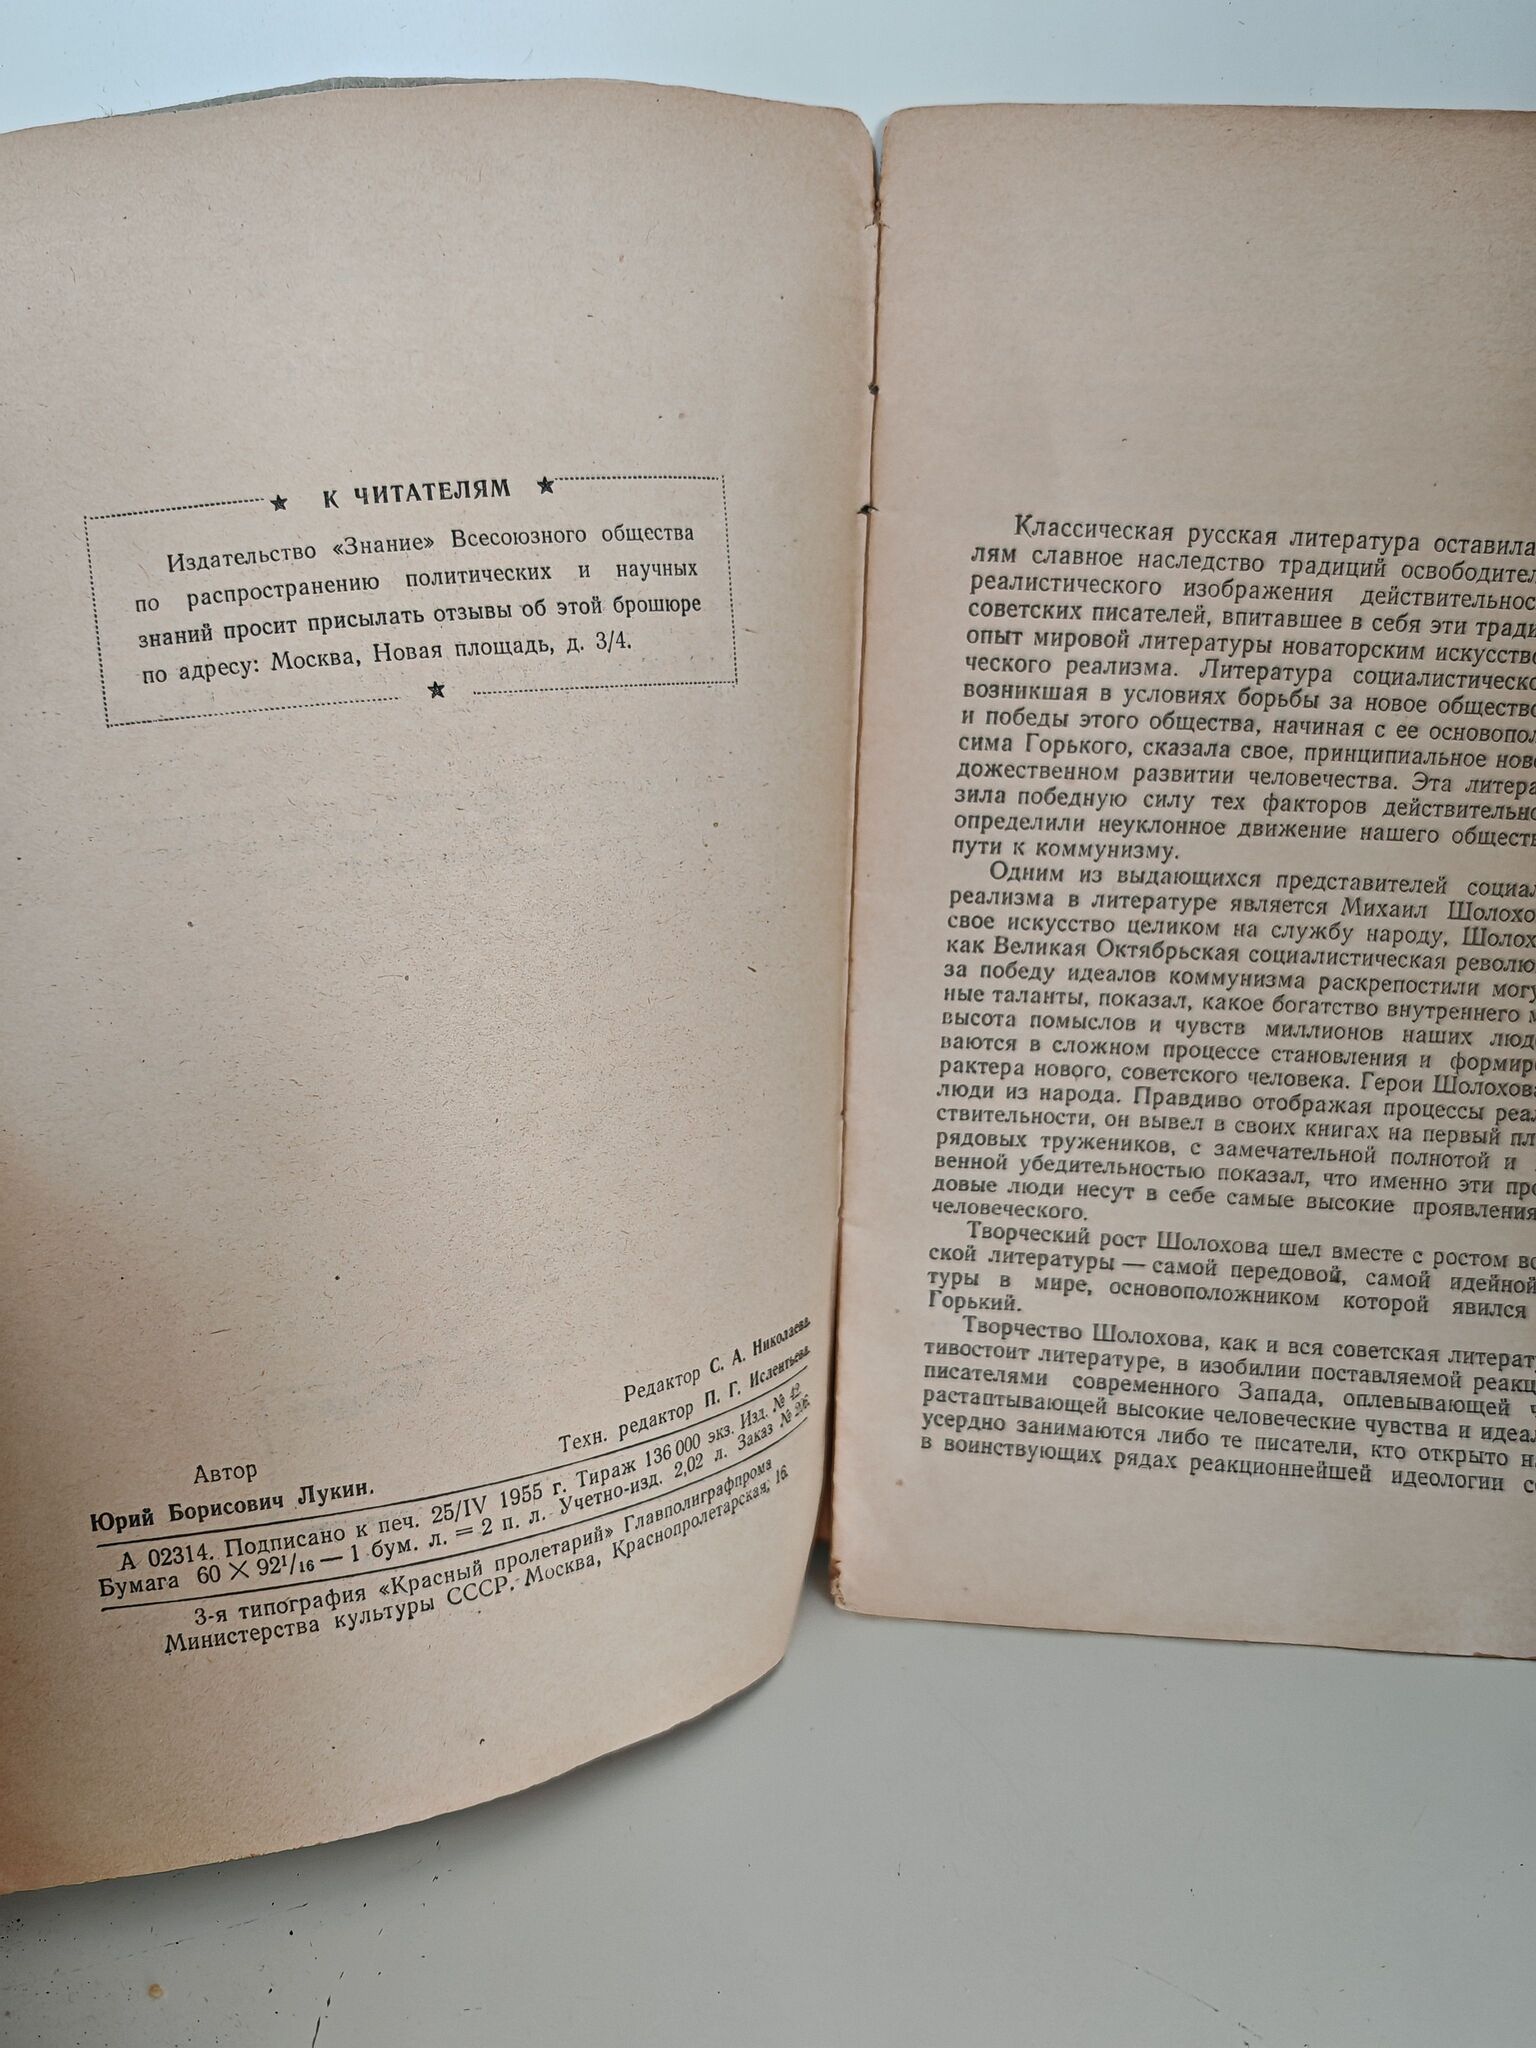 ★ К ЧИТАТЕЛЯМ ★
Издательство «Знание» Всесоюзного общества
по распространению политических и научных
знаний просит присылать отзывы об этой брошюре
по адресу: Москва, Новая площадь, д. 3/4.
★
Редактор С. А. Николаева.
Техн. редактор П. Г. Ислентьева.
Автор
Юрий Борисович Лукин.
А 02314. Подписано к печ. 25/IV 1955 г. Тираж 136 000 экз. Изд. № 42.
Бумага 60 × 92¹/₁₆ — 1 бум. л. = 2 п. л. Учетно-изд. 2,02 л. Заказ № 206.
3-я типография «Красный пролетарий» Главполиграфпрома
Министерства культуры СССР. Москва, Краснопролетарская, 16.
Классическая русская литература оставила
лям славное наследство традиций освободител
реалистического изображения действительнос
советских писателей, впитавшее в себя эти тради
опыт мировой литературы новаторским искусство
ческого реализма. Литература социалистическо
возникшая в условиях борьбы за новое общество
и победы этого общества, начиная с ее основопол
сима Горького, сказала свое, принципиальное ново
дожественном развитии человечества. Эта литера
зила победную силу тех факторов действительно
определили неуклонное движение нашего обществ
пути к коммунизму.
Одним из выдающихся представителей социал
реализма в литературе является Михаил Шолохо
свое искусство целиком на службу народу, Шолох
как Великая Октябрьская социалистическая револю
за победу идеалов коммунизма раскрепостили могу
ные таланты, показал, какое богатство внутреннего м
высота помыслов и чувств миллионов наших люд
ваются в сложном процессе становления и формиро
рактера нового, советского человека. Герои Шолохова
люди из народа. Правдиво отображая процессы реал
ствительности, он вывел в своих книгах на первый пл
рядовых тружеников, с замечательной полнотой и
венной убедительностью показал, что именно эти про
довые люди несут в себе самые высокие проявления
человеческого.
Творческий рост Шолохова шел вместе с ростом вс
ской литературы — самой передовой, самой идейной
туры в мире, основоположником которой явился
Горький.
Творчество Шолохова, как и вся советская литерату
тивостоит литературе, в изобилии поставляемой реакц
писателями современного Запада, оплевывающей ч
растаптывающей высокие человеческие чувства и идеал
усердно занимаются либо те писатели, кто открыто н
в воинствующих рядах реакционнейшей идеологии со